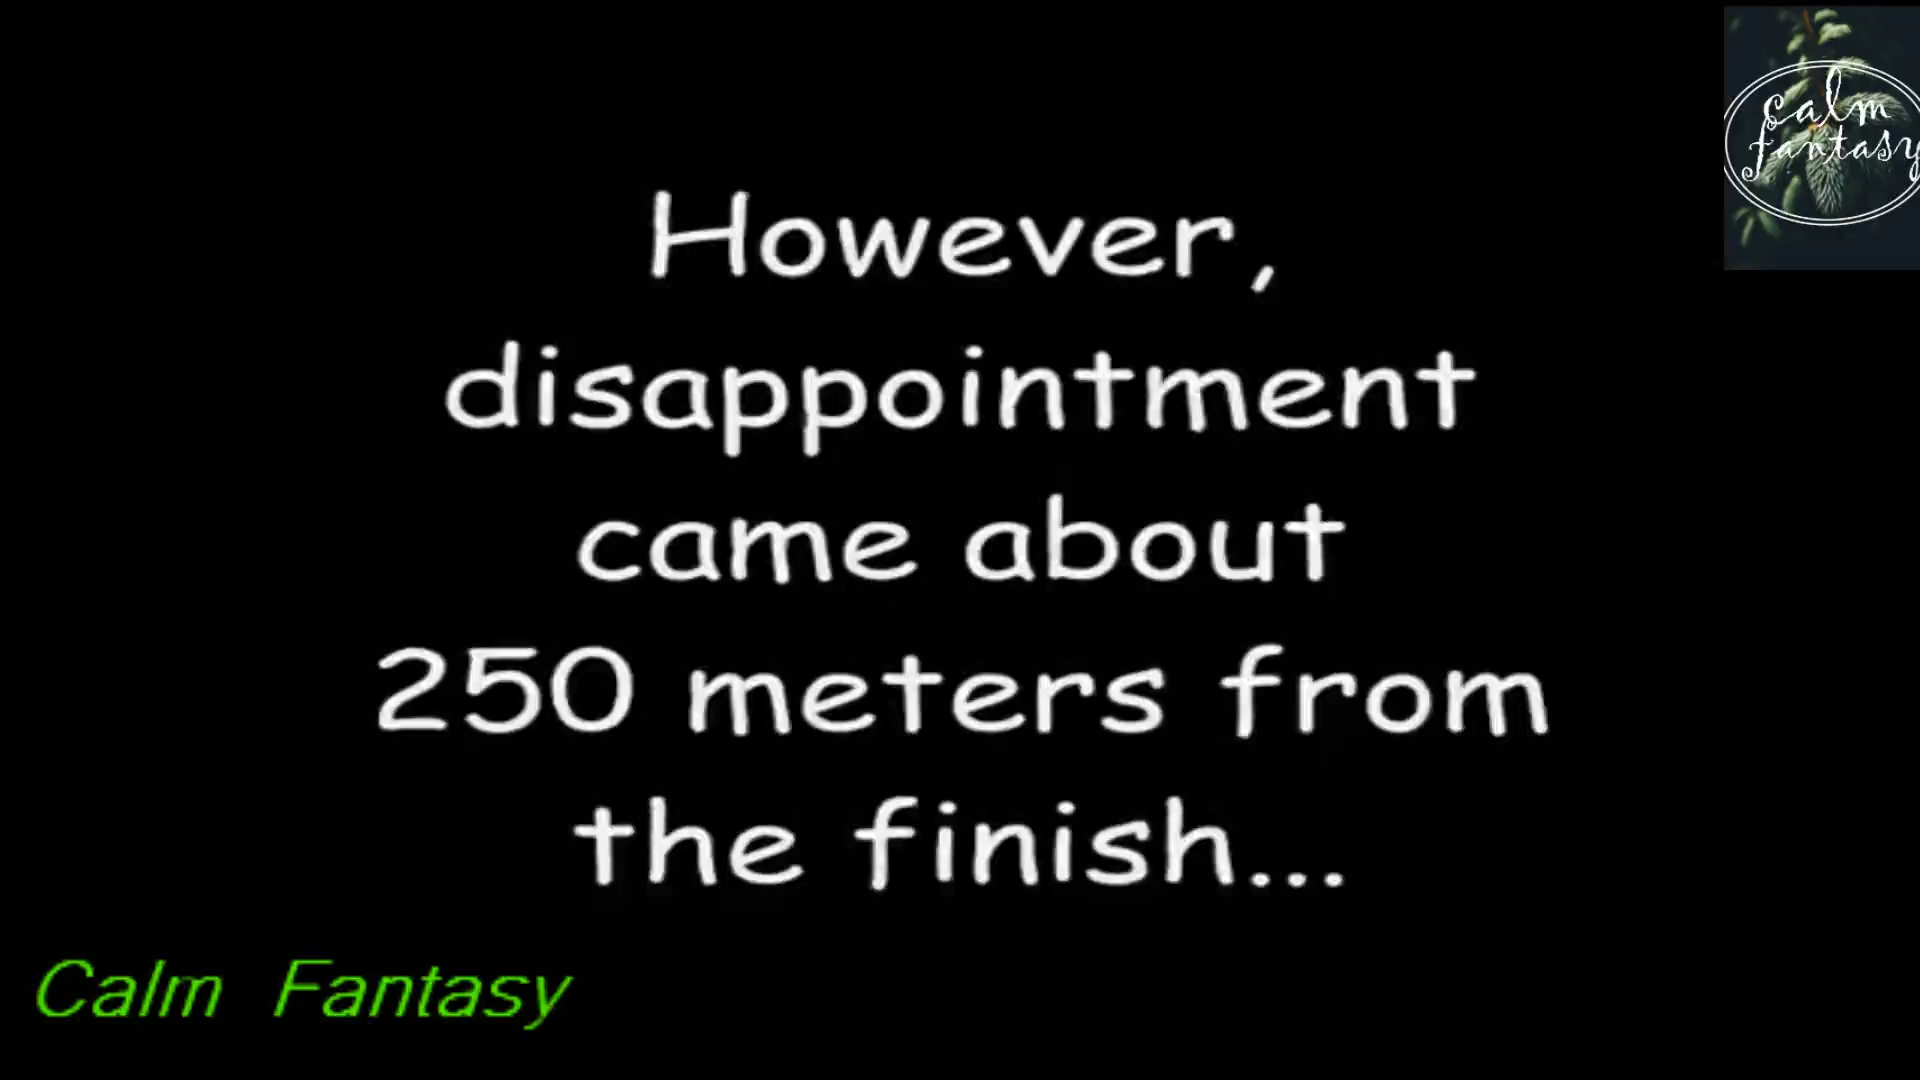 calm
fantasy
However,
disappointment
came about
250 meters from
the finish...
Calm Fantasy